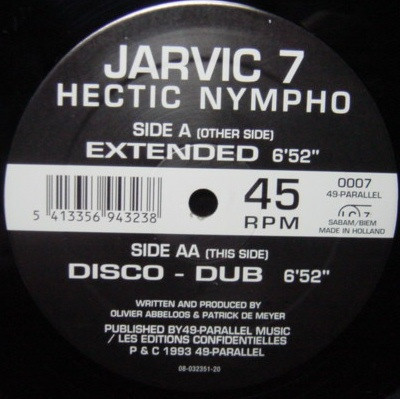 JARVIC 7
HECTIC NYMPHO
SIDE A (OTHER SIDE)
EXTENDED 6'52"
5 413356 943238
45
RPM
0007
49-PARALLEL
SABAM/BIEM
MADE IN HOLLAND
SIDE AA (THIS SIDE)
DISCO - DUB 6'52"
WRITTEN AND PRODUCED BY
OLIVIER ABBELOOS & PATRICK DE MEYER
PUBLISHED BY49-PARALLEL MUSIC
/ LES EDITIONS CONFIDENTIELLES
P & C 1993 49-PARALLEL
08-032351-20